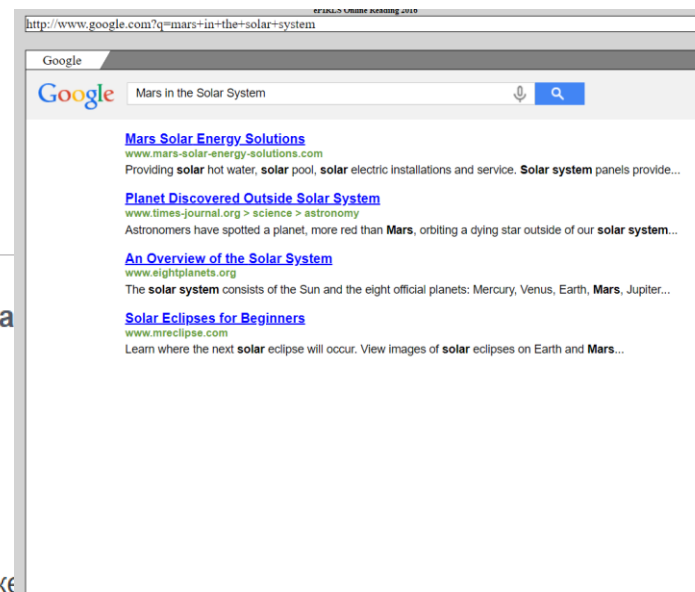 ePIRLS Online Reading 2016
http://www.google.com?q=mars+in+the+solar+system
Google
Google
Mars in the Solar System
Mars Solar Energy Solutions
www.mars-solar-energy-solutions.com
Providing solar hot water, solar pool, solar electric installations and service. Solar system panels provide...
Planet Discovered Outside Solar System
www.times-journal.org > science > astronomy
Astronomers have spotted a planet, more red than Mars, orbiting a dying star outside of our solar system...
An Overview of the Solar System
www.eightplanets.org
The solar system consists of the Sun and the eight official planets: Mercury, Venus, Earth, Mars, Jupiter...
Solar Eclipses for Beginners
www.mreclipse.com
Learn where the next solar eclipse will occur. View images of solar eclipses on Earth and Mars...